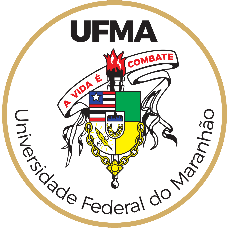 UFMA
A VIDA É COMBATE
Universidade Federal do Maranhão